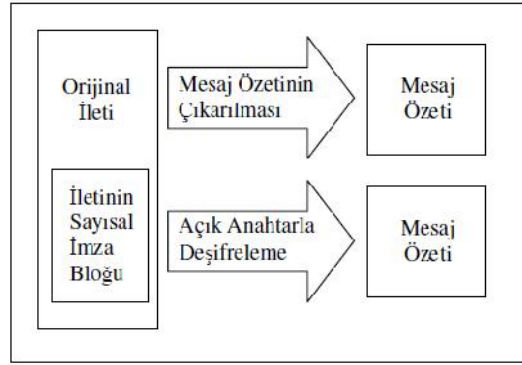 Orijinal
İleti
Mesaj Özetinin
Çıkarılması
Mesaj
Özeti
İletinin
Sayısal
İmza
Bloğu
Açık Anahtarla
Deşifreleme
Mesaj
Özeti